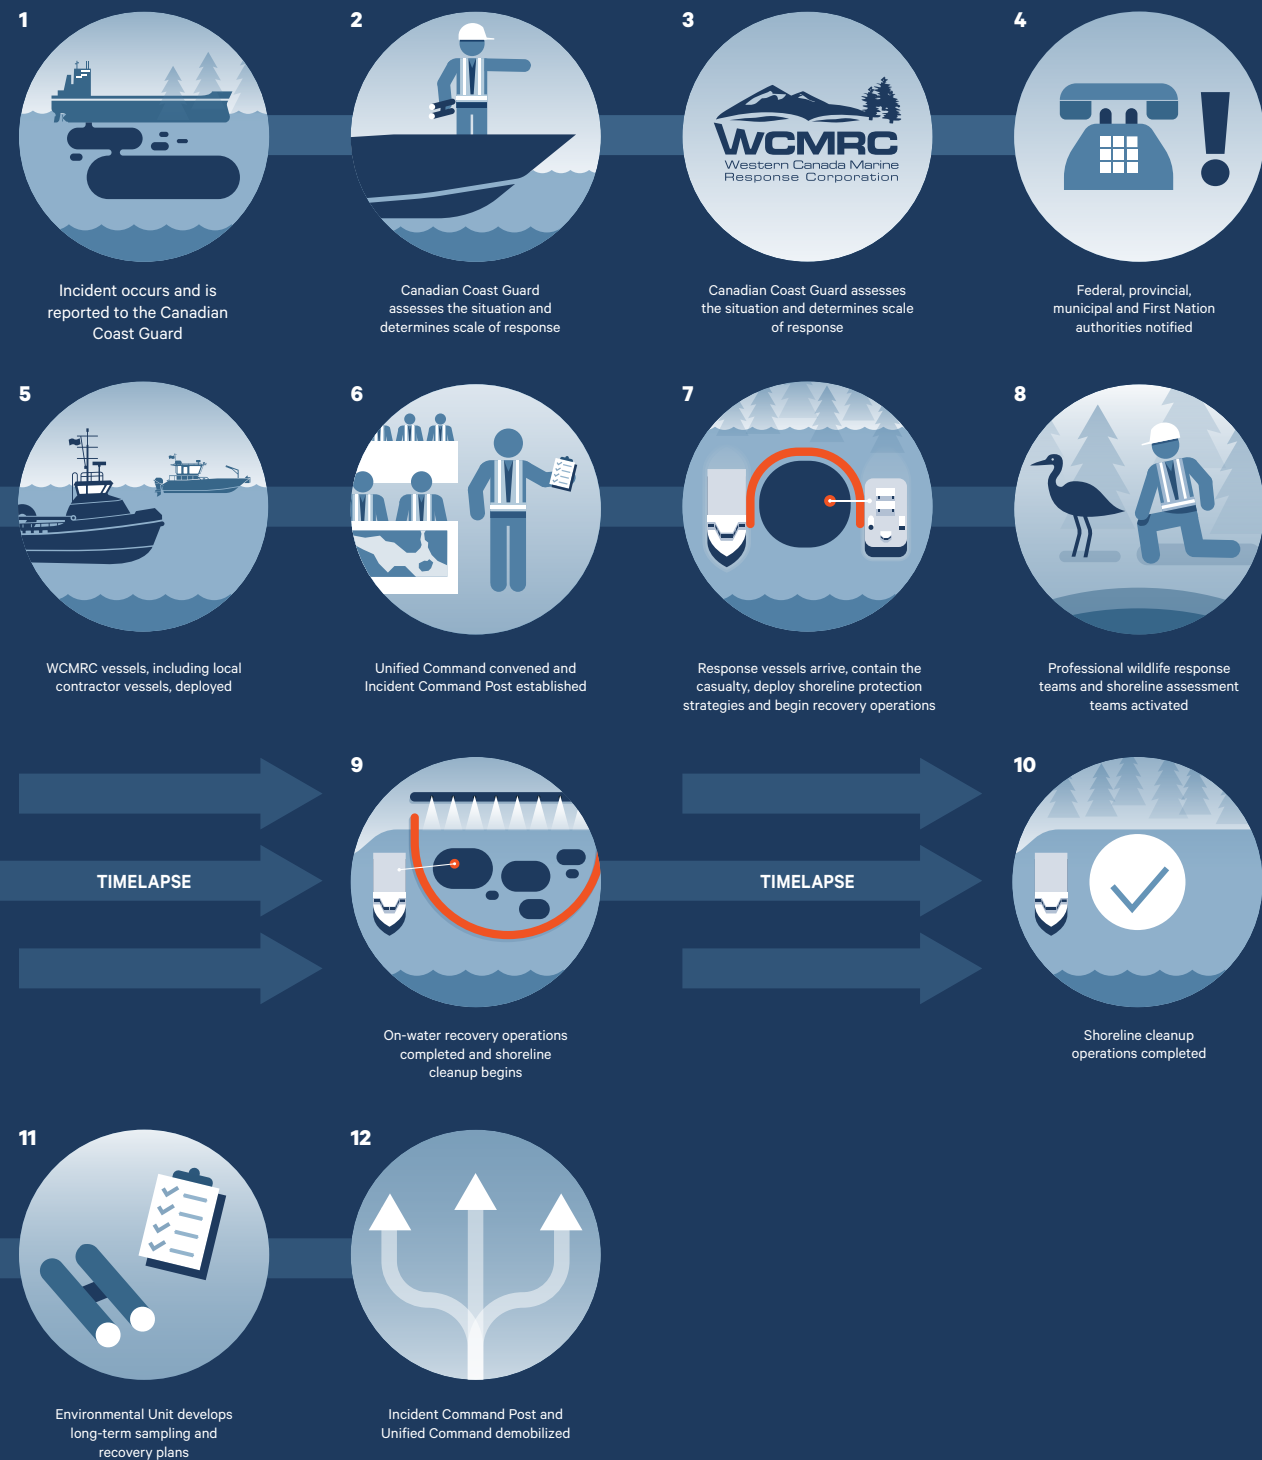 1
Incident occurs and is
reported to the Canadian
Coast Guard
2
Canadian Coast Guard
assesses the situation and
determines scale of response
3
WCMRC
Western Canada Marine
Response Corporation
Canadian Coast Guard assesses
the situation and determines scale
of response
4
Federal, provincial,
municipal and First Nation
authorities notified
5
WCMRC vessels, including local
contractor vessels, deployed
6
Unified Command convened and
Incident Command Post established
7
Response vessels arrive, contain the
casualty, deploy shoreline protection
strategies and begin recovery operations
8
Professional wildlife response
teams and shoreline assessment
teams activated
TIMELAPSE
9
On-water recovery operations
completed and shoreline
cleanup begins
TIMELAPSE
10
Shoreline cleanup
operations completed
11
Environmental Unit develops
long-term sampling and
recovery plans
12
Incident Command Post and
Unified Command demobilized